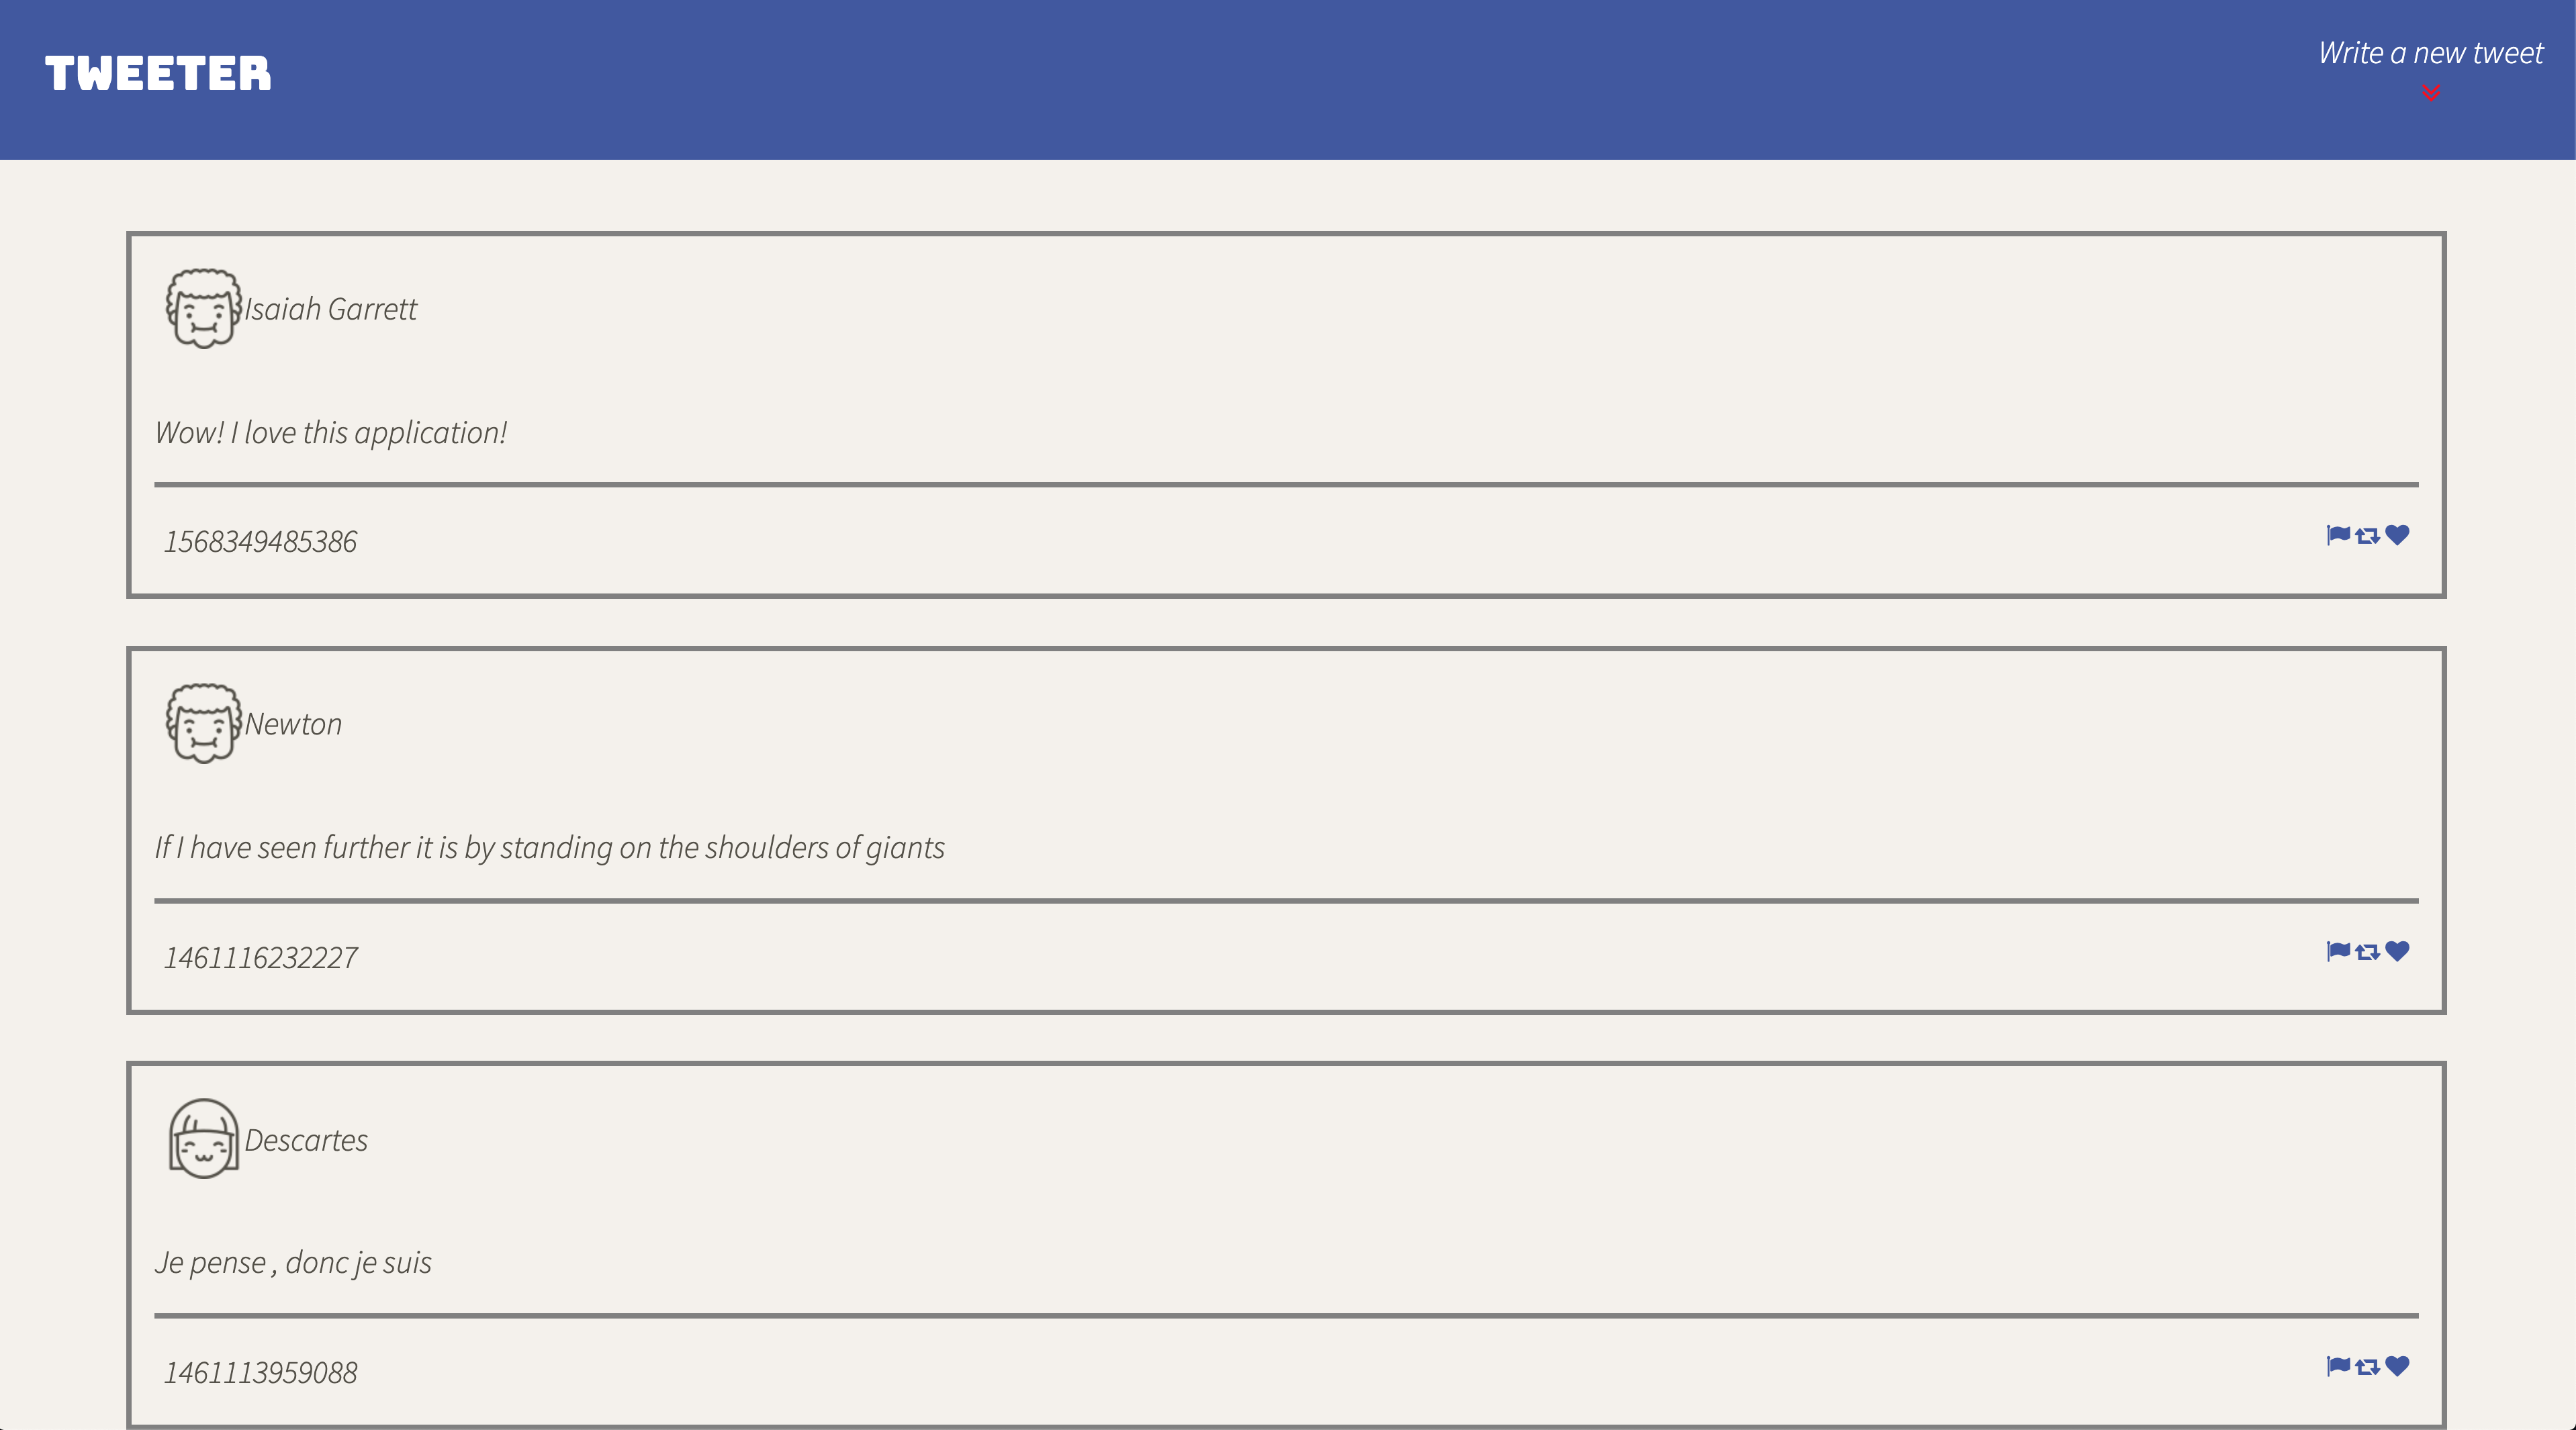 TWEETER
Write a new tweet
Isaiah Garrett
Wow! I love this application!
1568349485386
Newton
If I have seen further it is by standing on the shoulders of giants
1461116232227
Descartes
Je pense , donc je suis
1461113959088